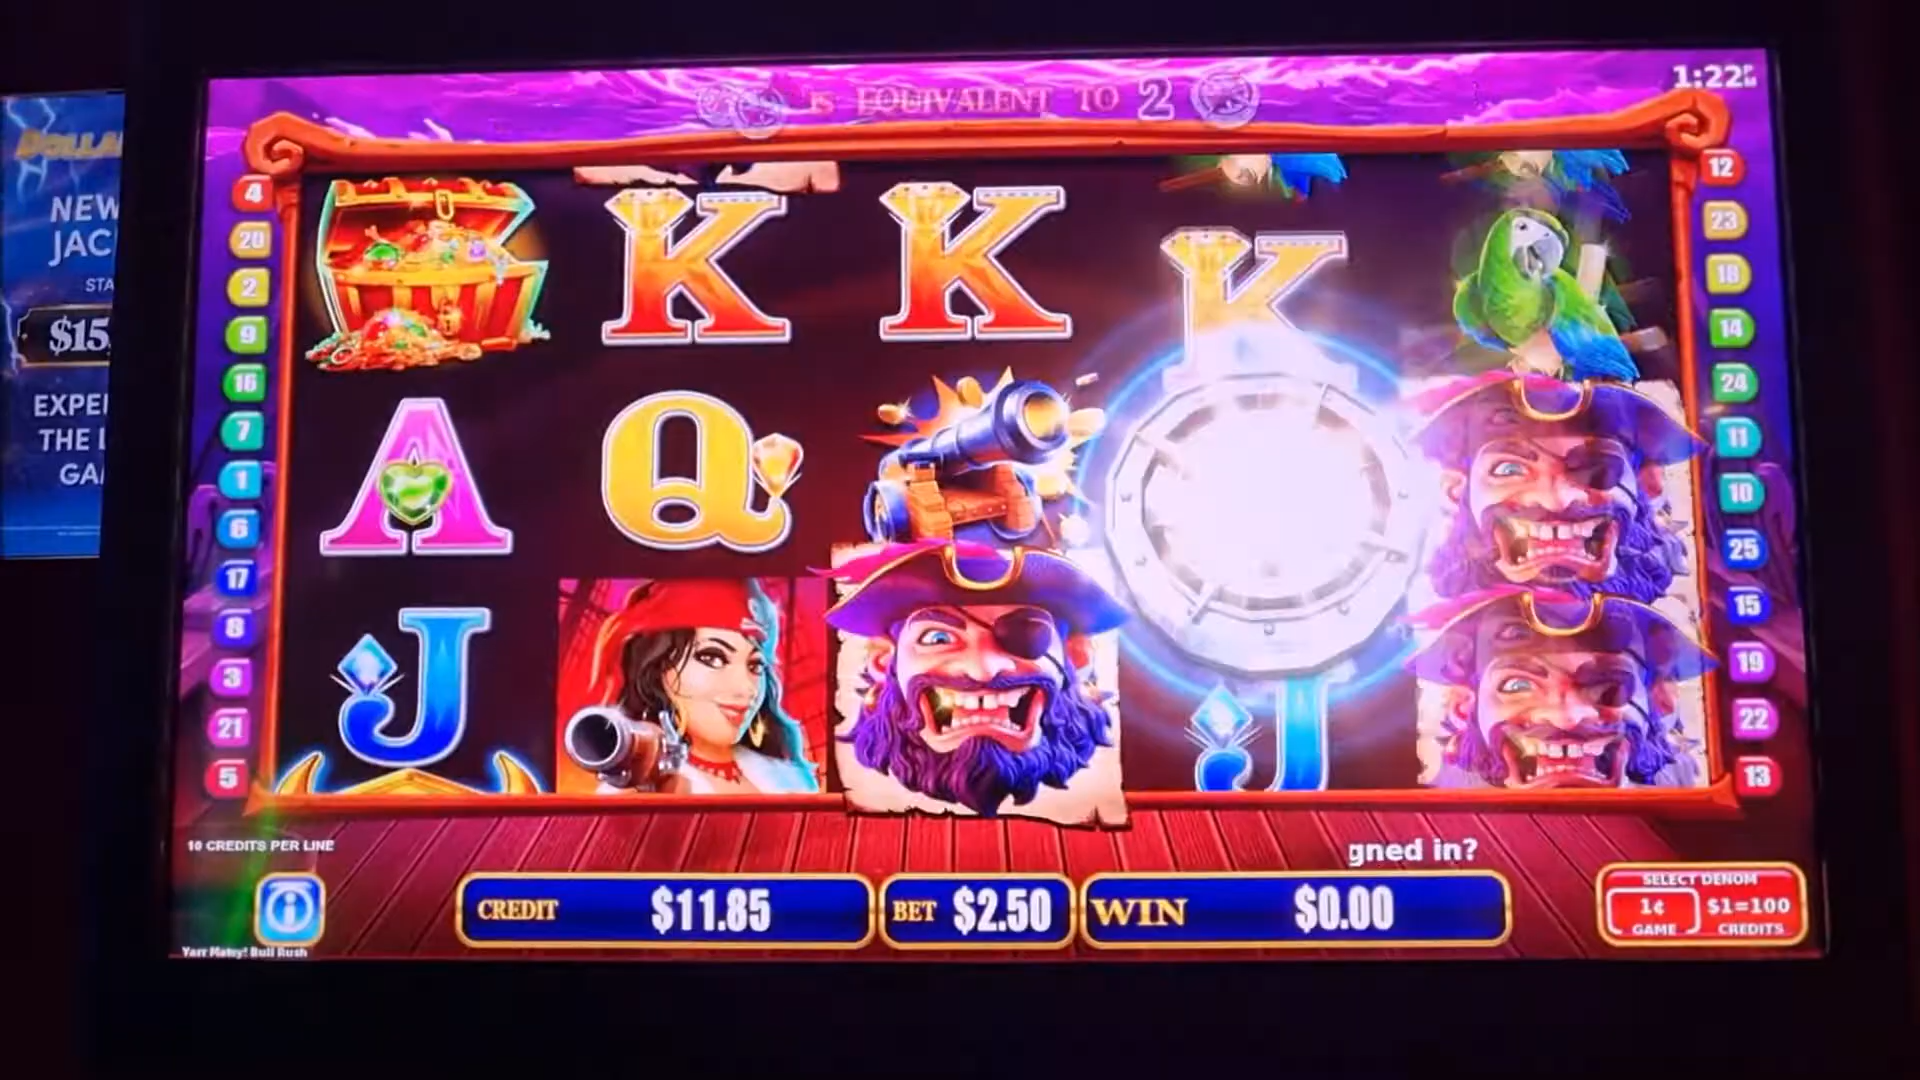 DOLLA
NEW
JAC
STA
$15,
EXPE
THE
GA
IS EQUIVALENT TO 2
1:22
4
20
2
9
16
7
1
6
17
8
3
21
5
K
K
K
A
Q
J
J
12
23
18
14
24
11
10
25
15
19
22
13
10 CREDITS PER LINE
gned in?
CREDIT $11.85
BET $2.50
WIN $0.00
SELECT DENOM
1¢ $1=100
GAME CREDITS
Yarr Matey! Bull Rush